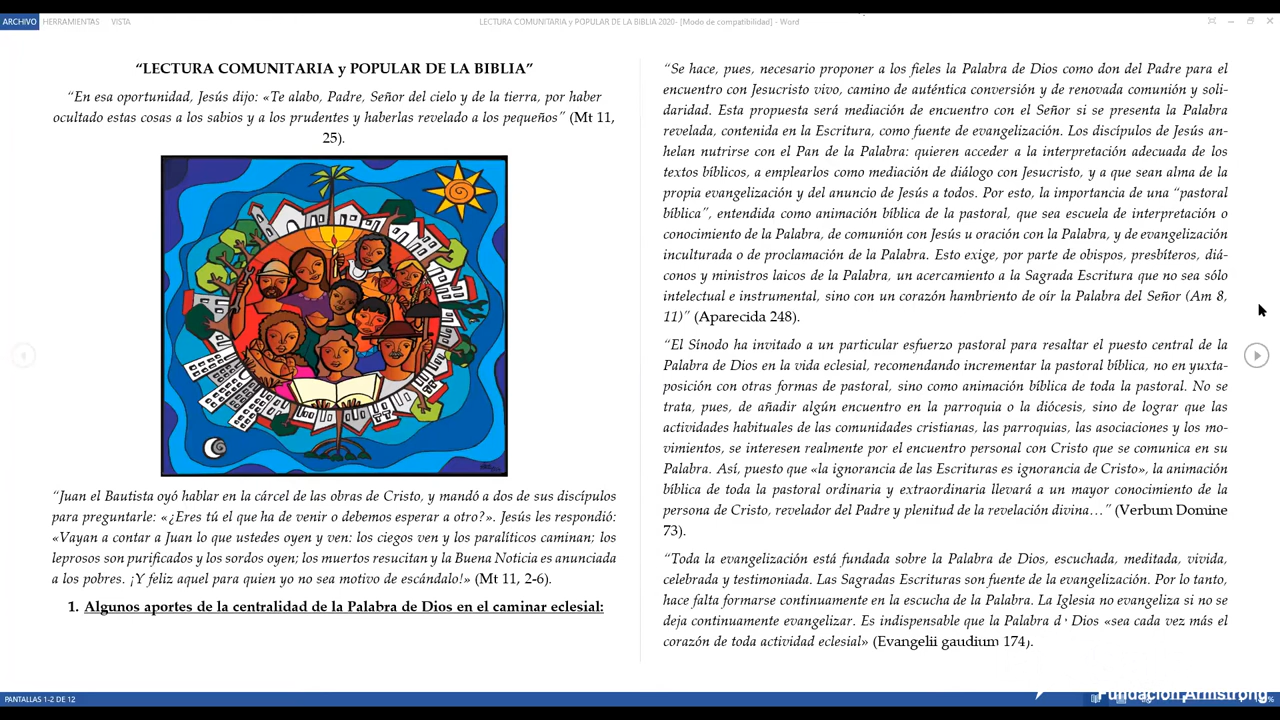 ARCHIVO HERRAMIENTAS VISTA
LECTURA COMUNITARIA y POPULAR DE LA BIBLIA 2020- [Modo de compatibilidad] - Word
“LECTURA COMUNITARIA y POPULAR DE LA BIBLIA”
“En esa oportunidad, Jesús dijo: «Te alabo, Padre, Señor del cielo y de la tierra, por haber
ocultado estas cosas a los sabios y a los prudentes y haberlas revelado a los pequeños” (Mt 11,
25).
“Juan el Bautista oyó hablar en la cárcel de las obras de Cristo, y mandó a dos de sus discípulos
para preguntarle: «¿Eres tú el que ha de venir o debemos esperar a otro?». Jesús les respondió:
«Vayan a contar a Juan lo que ustedes oyen y ven: los ciegos ven y los paralíticos caminan; los
leprosos son purificados y los sordos oyen; los muertos resucitan y la Buena Noticia es anunciada
a los pobres. ¡Y feliz aquel para quien yo no sea motivo de escándalo!» (Mt 11, 2-6).
1. Algunos aportes de la centralidad de la Palabra de Dios en el caminar eclesial:
“Se hace, pues, necesario proponer a los fieles la Palabra de Dios como don del Padre para el
encuentro con Jesucristo vivo, camino de auténtica conversión y de renovada comunión y soli-
daridad. Esta propuesta será mediación de encuentro con el Señor si se presenta la Palabra
revelada, contenida en la Escritura, como fuente de evangelización. Los discípulos de Jesús an-
helan nutrirse con el Pan de la Palabra: quieren acceder a la interpretación adecuada de los
textos bíblicos, a emplearlos como mediación de diálogo con Jesucristo, y a que sean alma de la
propia evangelización y del anuncio de Jesús a todos. Por esto, la importancia de una “pastoral
bíblica”, entendida como animación bíblica de la pastoral, que sea escuela de interpretación o
conocimiento de la Palabra, de comunión con Jesús u oración con la Palabra, y de evangelización
inculturada o de proclamación de la Palabra. Esto exige, por parte de obispos, presbíteros, diá-
conos y ministros laicos de la Palabra, un acercamiento a la Sagrada Escritura que no sea sólo
intelectual e instrumental, sino con un corazón hambriento de oír la Palabra del Señor (Am 8,
11)” (Aparecida 248).
“El Sínodo ha invitado a un particular esfuerzo pastoral para resaltar el puesto central de la
Palabra de Dios en la vida eclesial, recomendando incrementar la pastoral bíblica, no en yuxta-
posición con otras formas de pastoral, sino como animación bíblica de toda la pastoral. No se
trata, pues, de añadir algún encuentro en la parroquia o la diócesis, sino de lograr que las
actividades habituales de las comunidades cristianas, las parroquias, las asociaciones y los mo-
vimientos, se interesen realmente por el encuentro personal con Cristo que se comunica en su
Palabra. Así, puesto que «la ignorancia de las Escrituras es ignorancia de Cristo», la animación
bíblica de toda la pastoral ordinaria y extraordinaria llevará a un mayor conocimiento de la
persona de Cristo, revelador del Padre y plenitud de la revelación divina…” (Verbum Domine
73).
“Toda la evangelización está fundada sobre la Palabra de Dios, escuchada, meditada, vivida,
celebrada y testimoniada. Las Sagradas Escrituras son fuente de la evangelización. Por lo tanto,
hace falta formarse continuamente en la escucha de la Palabra. La Iglesia no evangeliza si no se
deja continuamente evangelizar. Es indispensable que la Palabra d Dios «sea cada vez más el
corazón de toda actividad eclesial» (Evangelii gaudium 174).
PANTALLAS 1-2 DE 12
Fundación Armstrong